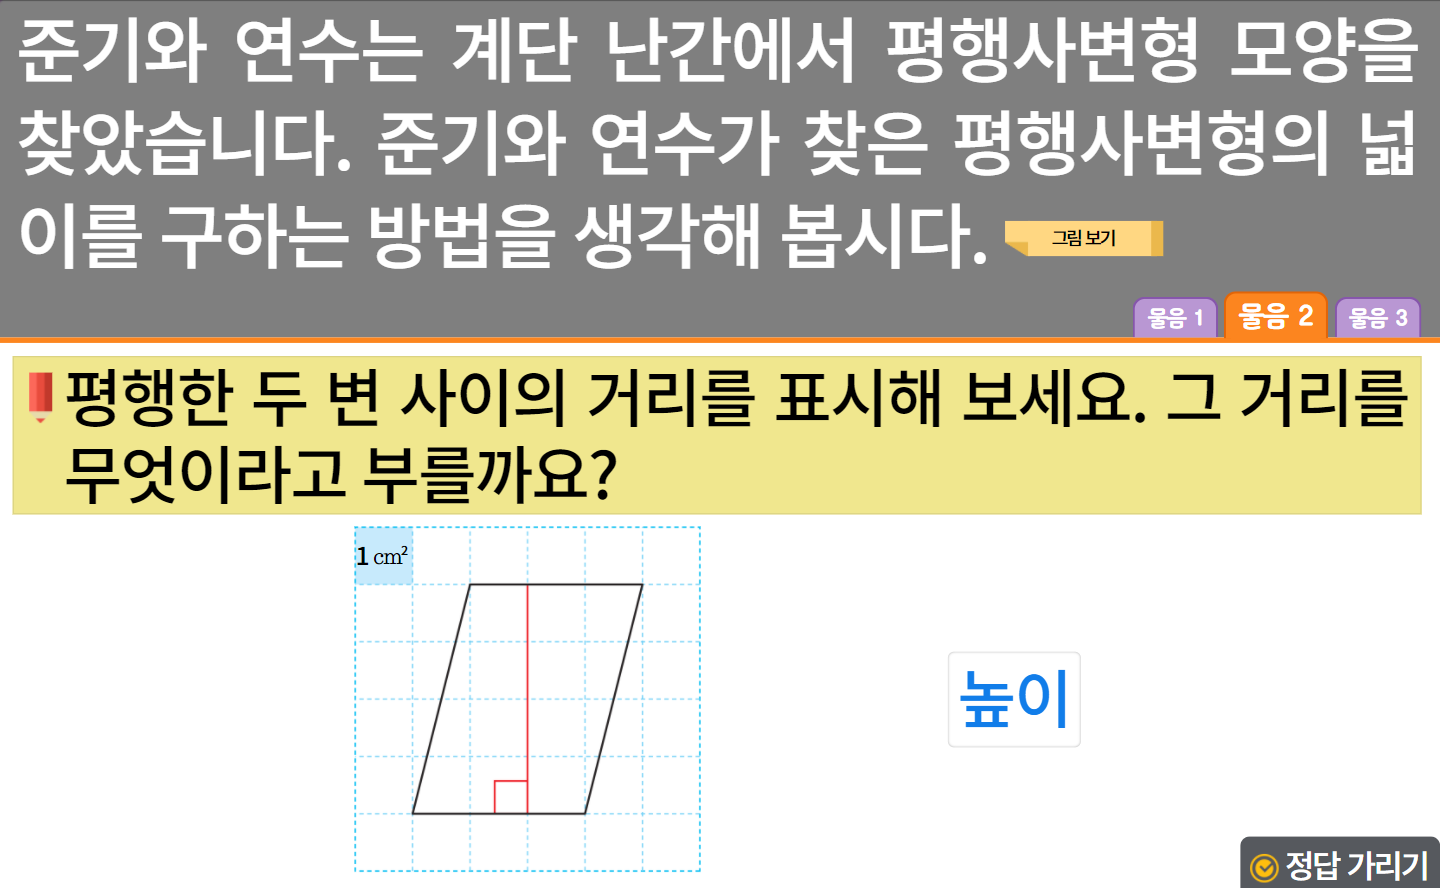 준기와 연수는 계단 난간에서 평행사변형 모양을
찾았습니다. 준기와 연수가 찾은 평행사변형의 넓
이를 구하는 방법을 생각해 봅시다. 그림 보기
물음 1 물음 2 물음 3
평행한 두 변 사이의 거리를 표시해 보세요. 그 거리를
무엇이라고 부를까요?
1 cm²
높이
정답 가리기